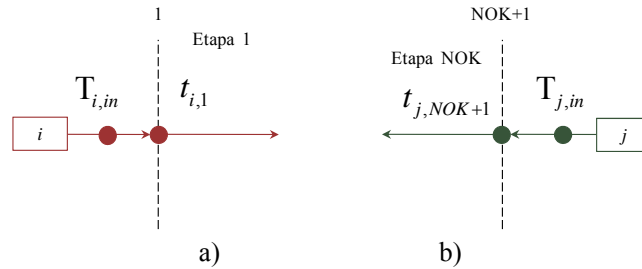 1
Etapa 1
T_{i,in}
t_{i,1}
i
a)
NOK+1
Etapa NOK
t_{j,NOK+1}
T_{j,in}
j
b)